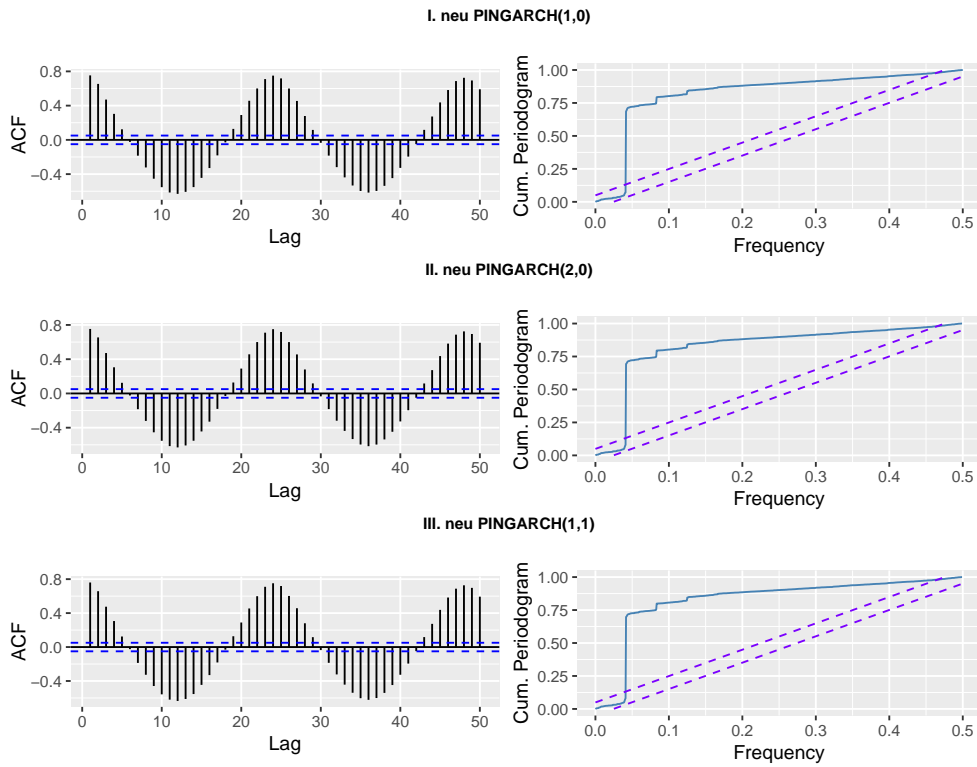 I. neu PINGARCH(1,0)
0.8
0.4
0.0
−0.4
ACF
0 10 20 30 40 50
Lag
1.00
0.75
0.50
0.25
0.00
Cum. Periodogram
0.0 0.1 0.2 0.3 0.4 0.5
Frequency
II. neu PINGARCH(2,0)
0.8
0.4
0.0
−0.4
ACF
0 10 20 30 40 50
Lag
1.00
0.75
0.50
0.25
0.00
Cum. Periodogram
0.0 0.1 0.2 0.3 0.4 0.5
Frequency
III. neu PINGARCH(1,1)
0.8
0.4
0.0
−0.4
ACF
0 10 20 30 40 50
Lag
1.00
0.75
0.50
0.25
0.00
Cum. Periodogram
0.0 0.1 0.2 0.3 0.4 0.5
Frequency